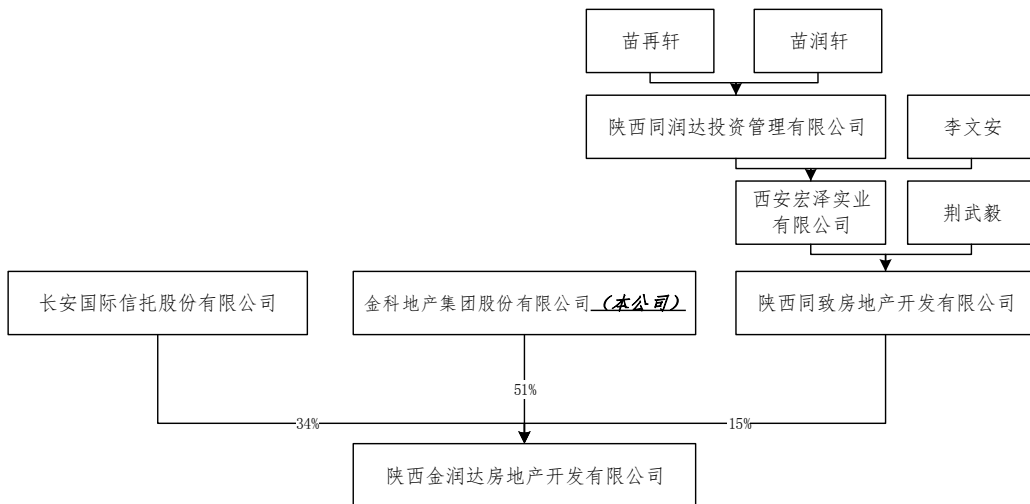 苗再轩
苗润轩
陕西同润达投资管理有限公司
李文安
西安宏泽实业
有限公司
荆武毅
长安国际信托股份有限公司
金科地产集团股份有限公司（本公司）
陕西同致房地产开发有限公司
51%
34%
15%
陕西金润达房地产开发有限公司